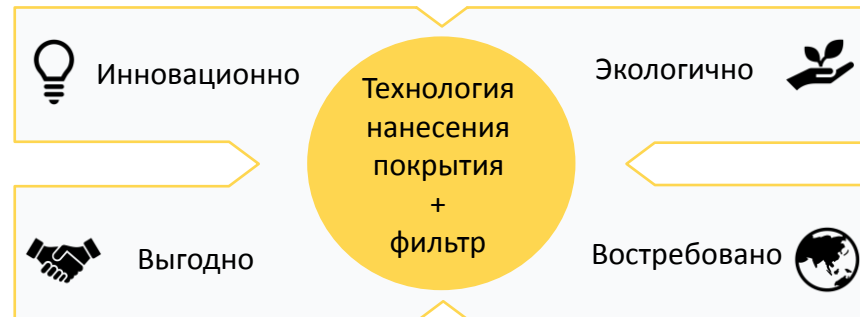 Инновационно
Экологично
Технология
нанесения
покрытия
+
фильтр
Выгодно
Востребовано